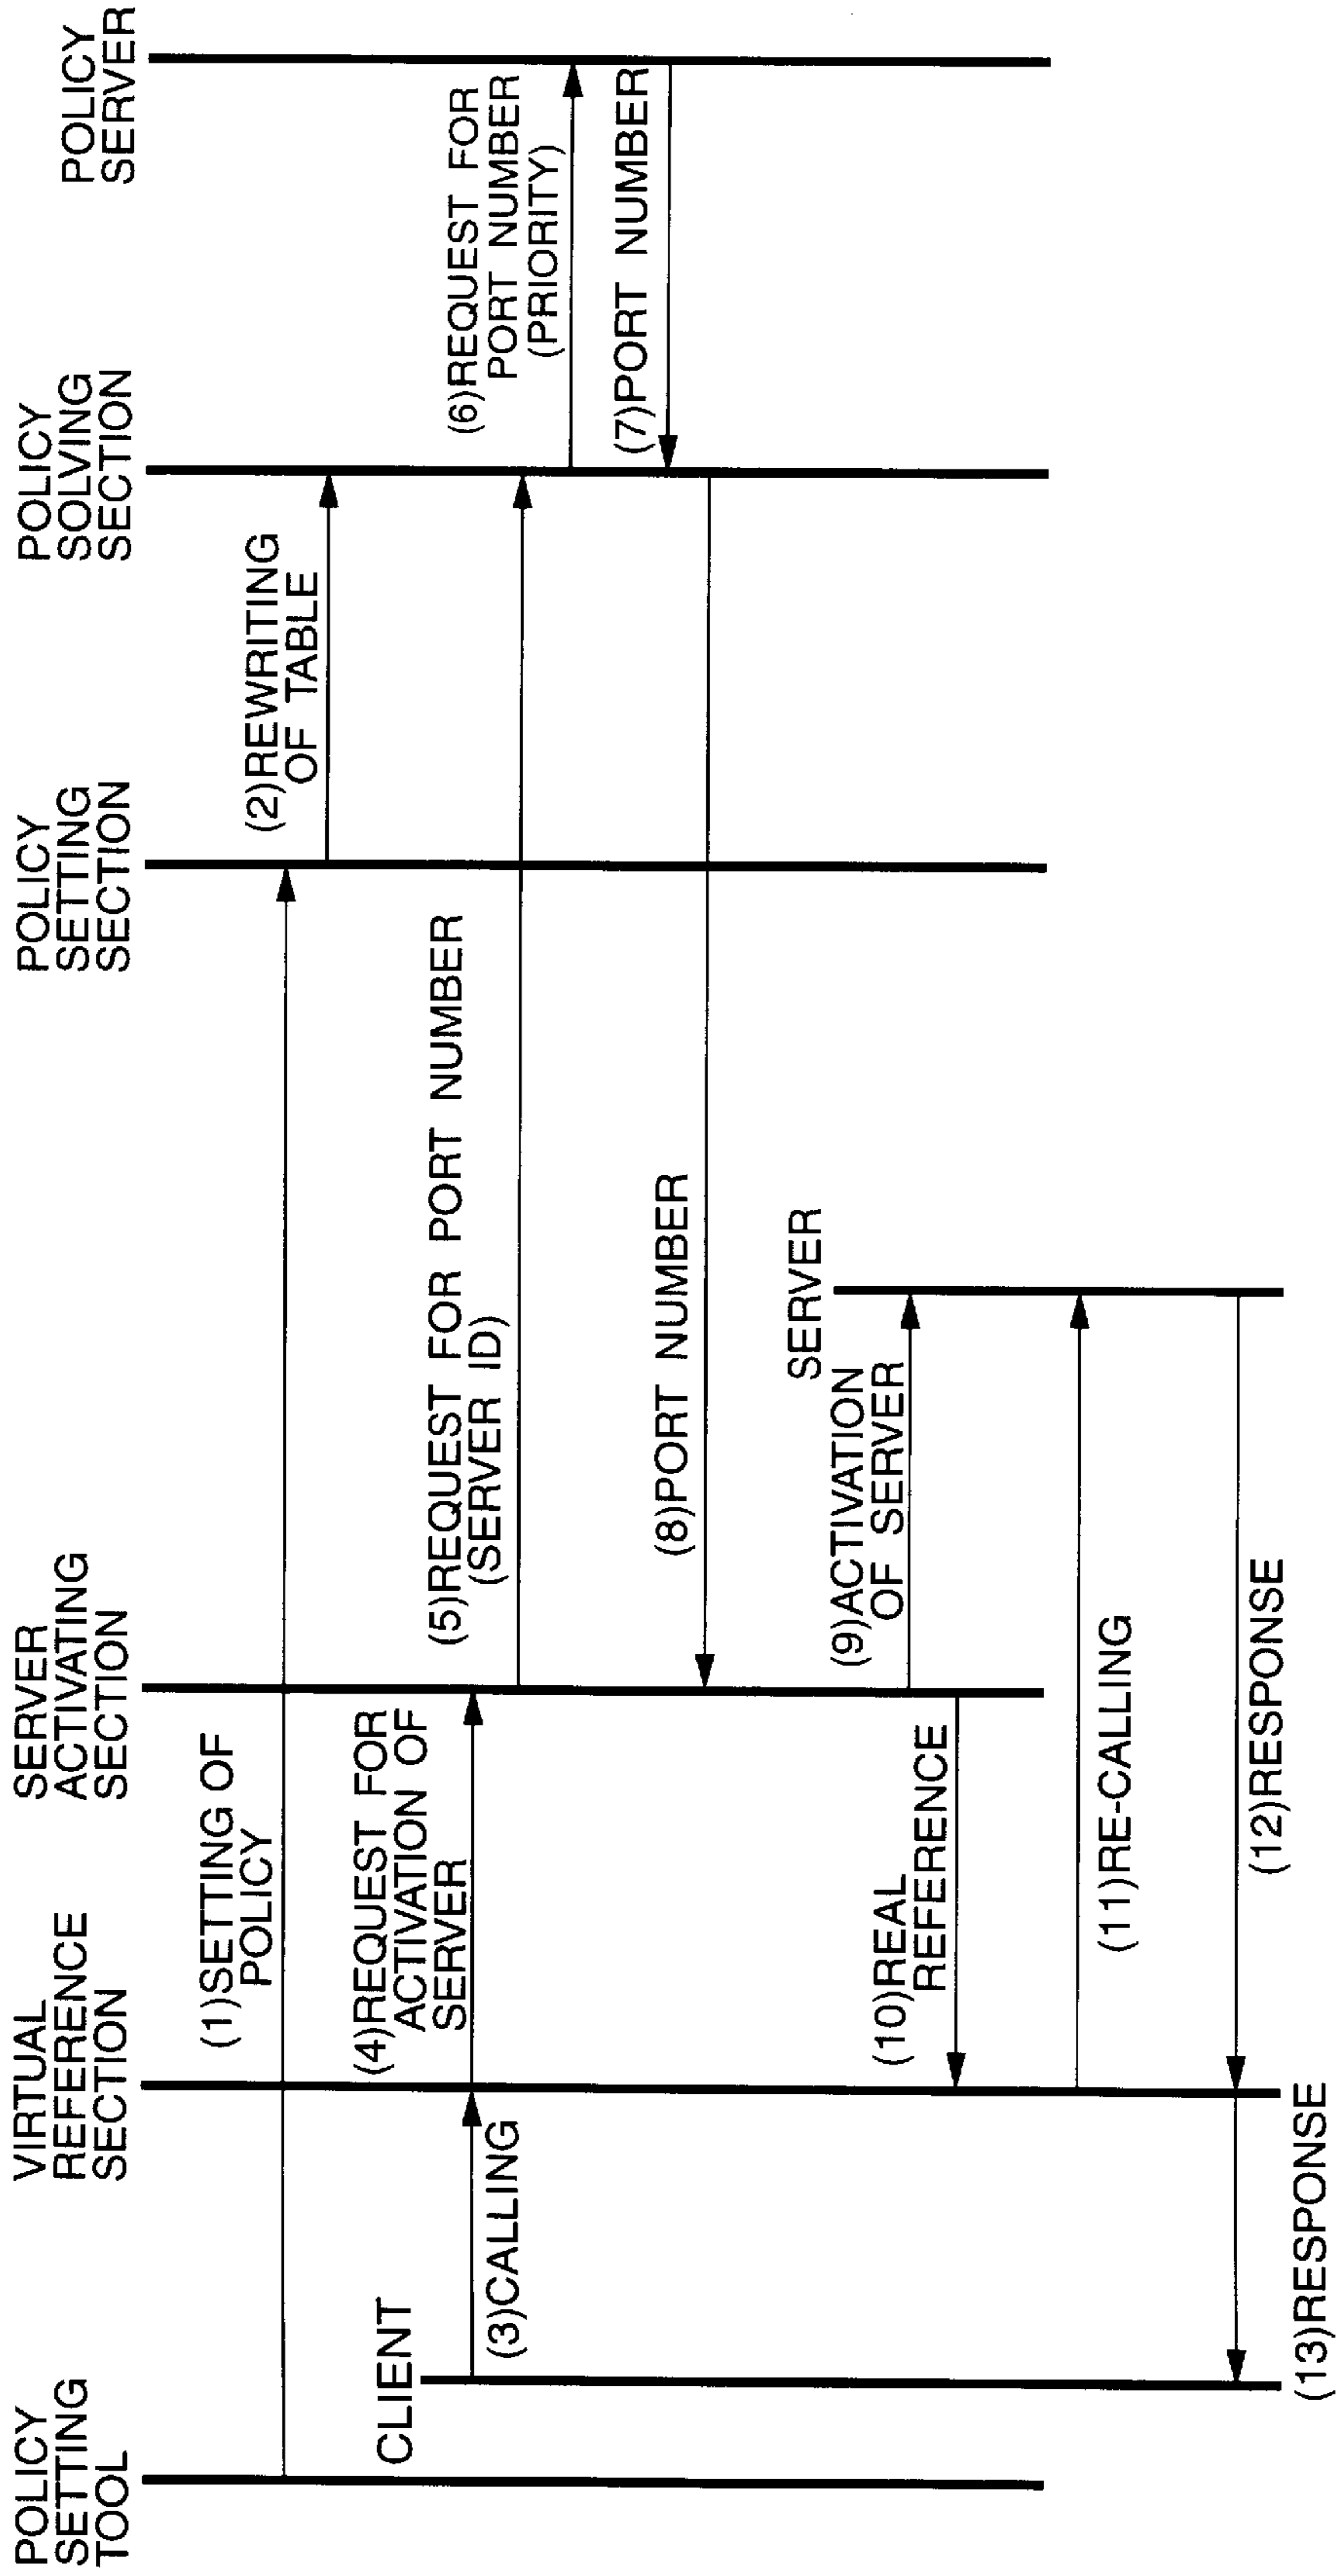 POLICY
SETTING
TOOL
CLIENT
VIRTUAL
REFERENCE
SECTION
SERVER
ACTIVATING
SECTION
SERVER
POLICY
SETTING
SECTION
POLICY
SOLVING
SECTION
POLICY
SERVER
(1)SETTING OF
POLICY
(2)REWRITING
OF TABLE
(3)CALLING
(4)REQUEST FOR
ACTIVATION OF
SERVER
(5)REQUEST FOR PORT NUMBER
(SERVER ID)
(6)REQUEST FOR
PORT NUMBER
(PRIORITY)
(7)PORT NUMBER
(8)PORT NUMBER
(9)ACTIVATION
OF SERVER
(10)REAL
REFERENCE
(11)RE-CALLING
(12)RESPONSE
(13)RESPONSE